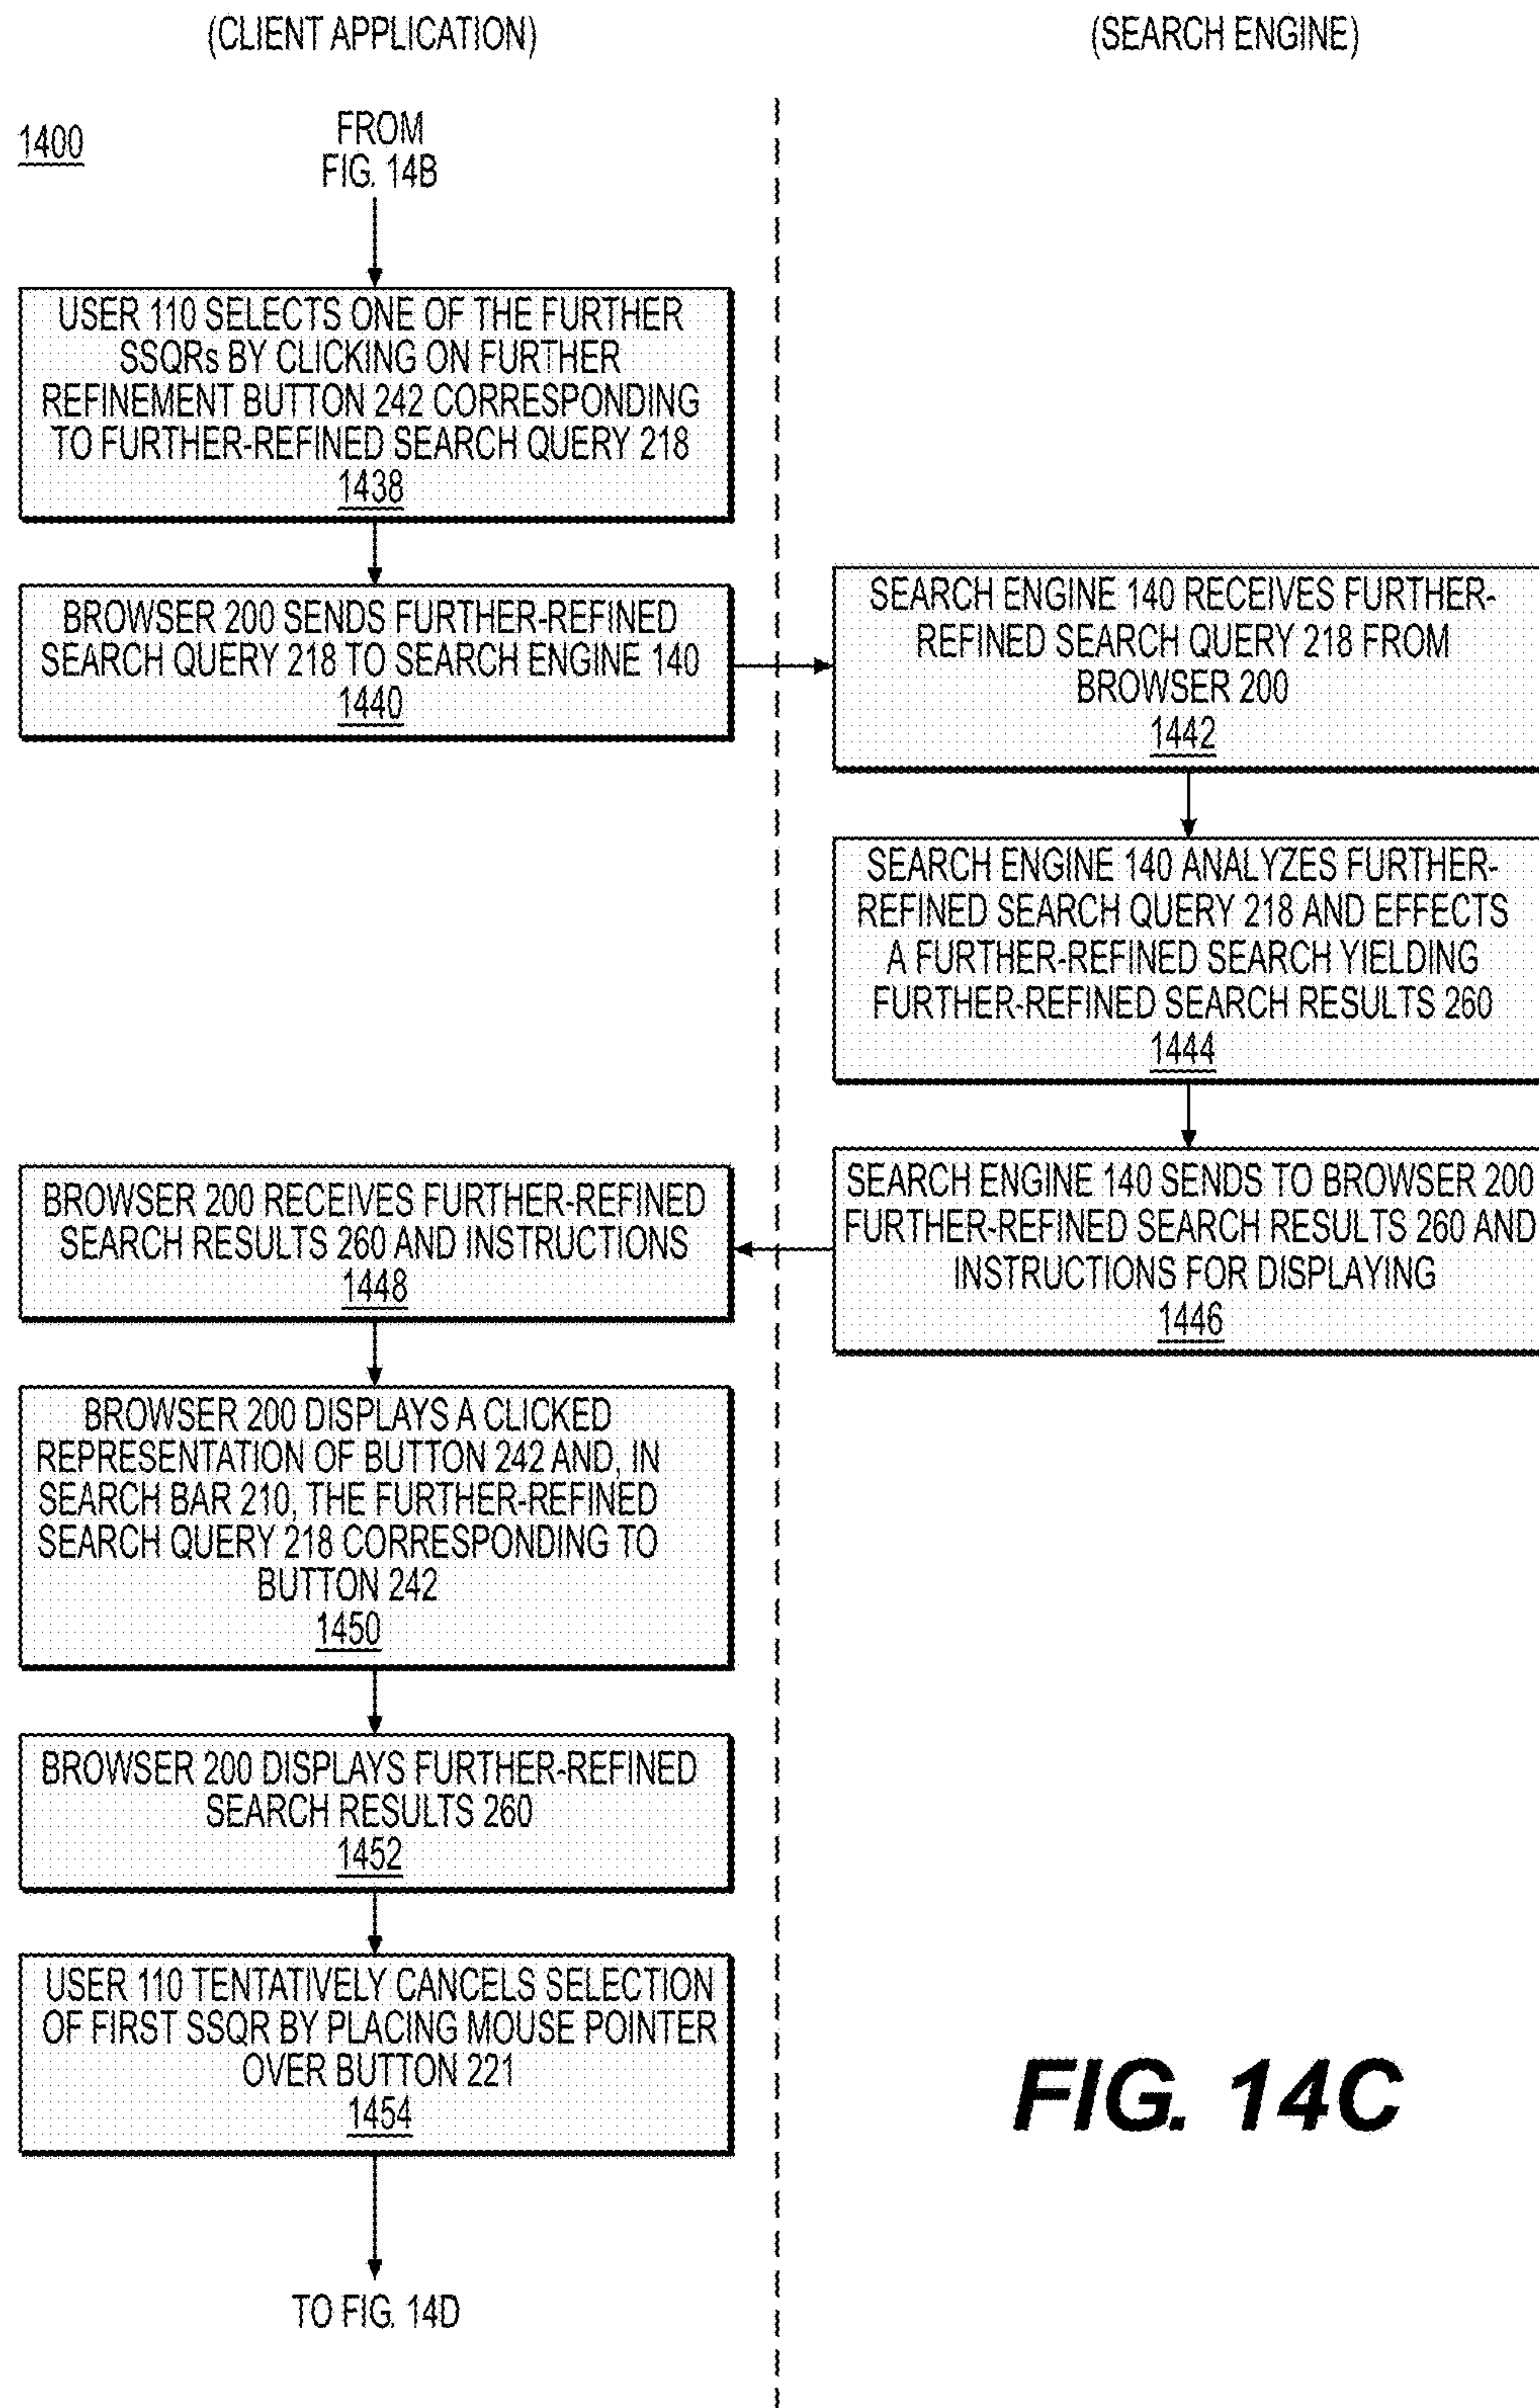 (CLIENT APPLICATION)
(SEARCH ENGINE)
1400
FROM
FIG. 14B
USER 110 SELECTS ONE OF THE FURTHER
SSQRs BY CLICKING ON FURTHER
REFINEMENT BUTTON 242 CORRESPONDING
TO FURTHER-REFINED SEARCH QUERY 218
1438
BROWSER 200 SENDS FURTHER-REFINED
SEARCH QUERY 218 TO SEARCH ENGINE 140
1440
SEARCH ENGINE 140 RECEIVES FURTHER-
REFINED SEARCH QUERY 218 FROM
BROWSER 200
1442
SEARCH ENGINE 140 ANALYZES FURTHER-
REFINED SEARCH QUERY 218 AND EFFECTS
A FURTHER-REFINED SEARCH YIELDING
FURTHER-REFINED SEARCH RESULTS 260
1444
SEARCH ENGINE 140 SENDS TO BROWSER 200
FURTHER-REFINED SEARCH RESULTS 260 AND
INSTRUCTIONS FOR DISPLAYING
1446
BROWSER 200 RECEIVES FURTHER-REFINED
SEARCH RESULTS 260 AND INSTRUCTIONS
1448
BROWSER 200 DISPLAYS A CLICKED
REPRESENTATION OF BUTTON 242 AND, IN
SEARCH BAR 210, THE FURTHER-REFINED
SEARCH QUERY 218 CORRESPONDING TO
BUTTON 242
1450
BROWSER 200 DISPLAYS FURTHER-REFINED
SEARCH RESULTS 260
1452
USER 110 TENTATIVELY CANCELS SELECTION
OF FIRST SSQR BY PLACING MOUSE POINTER
OVER BUTTON 221
1454
TO FIG. 14D
FIG. 14C